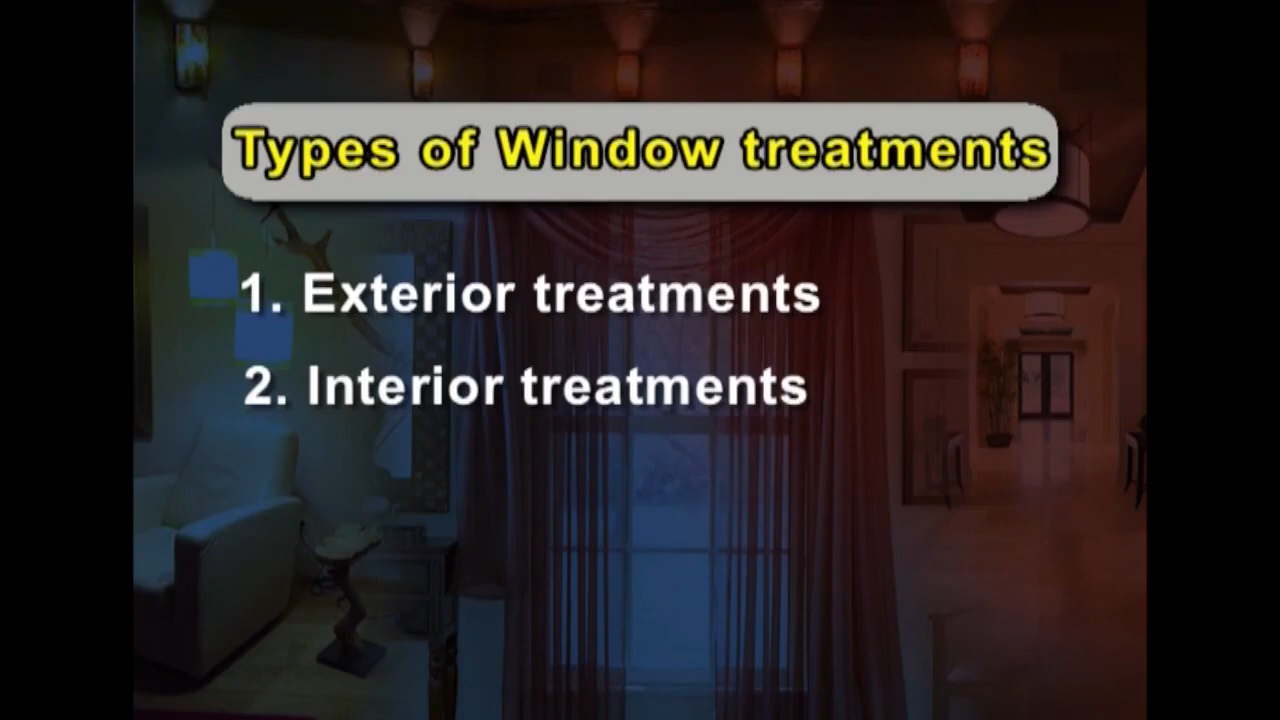 Types of Window treatments
1. Exterior treatments
2. Interior treatments